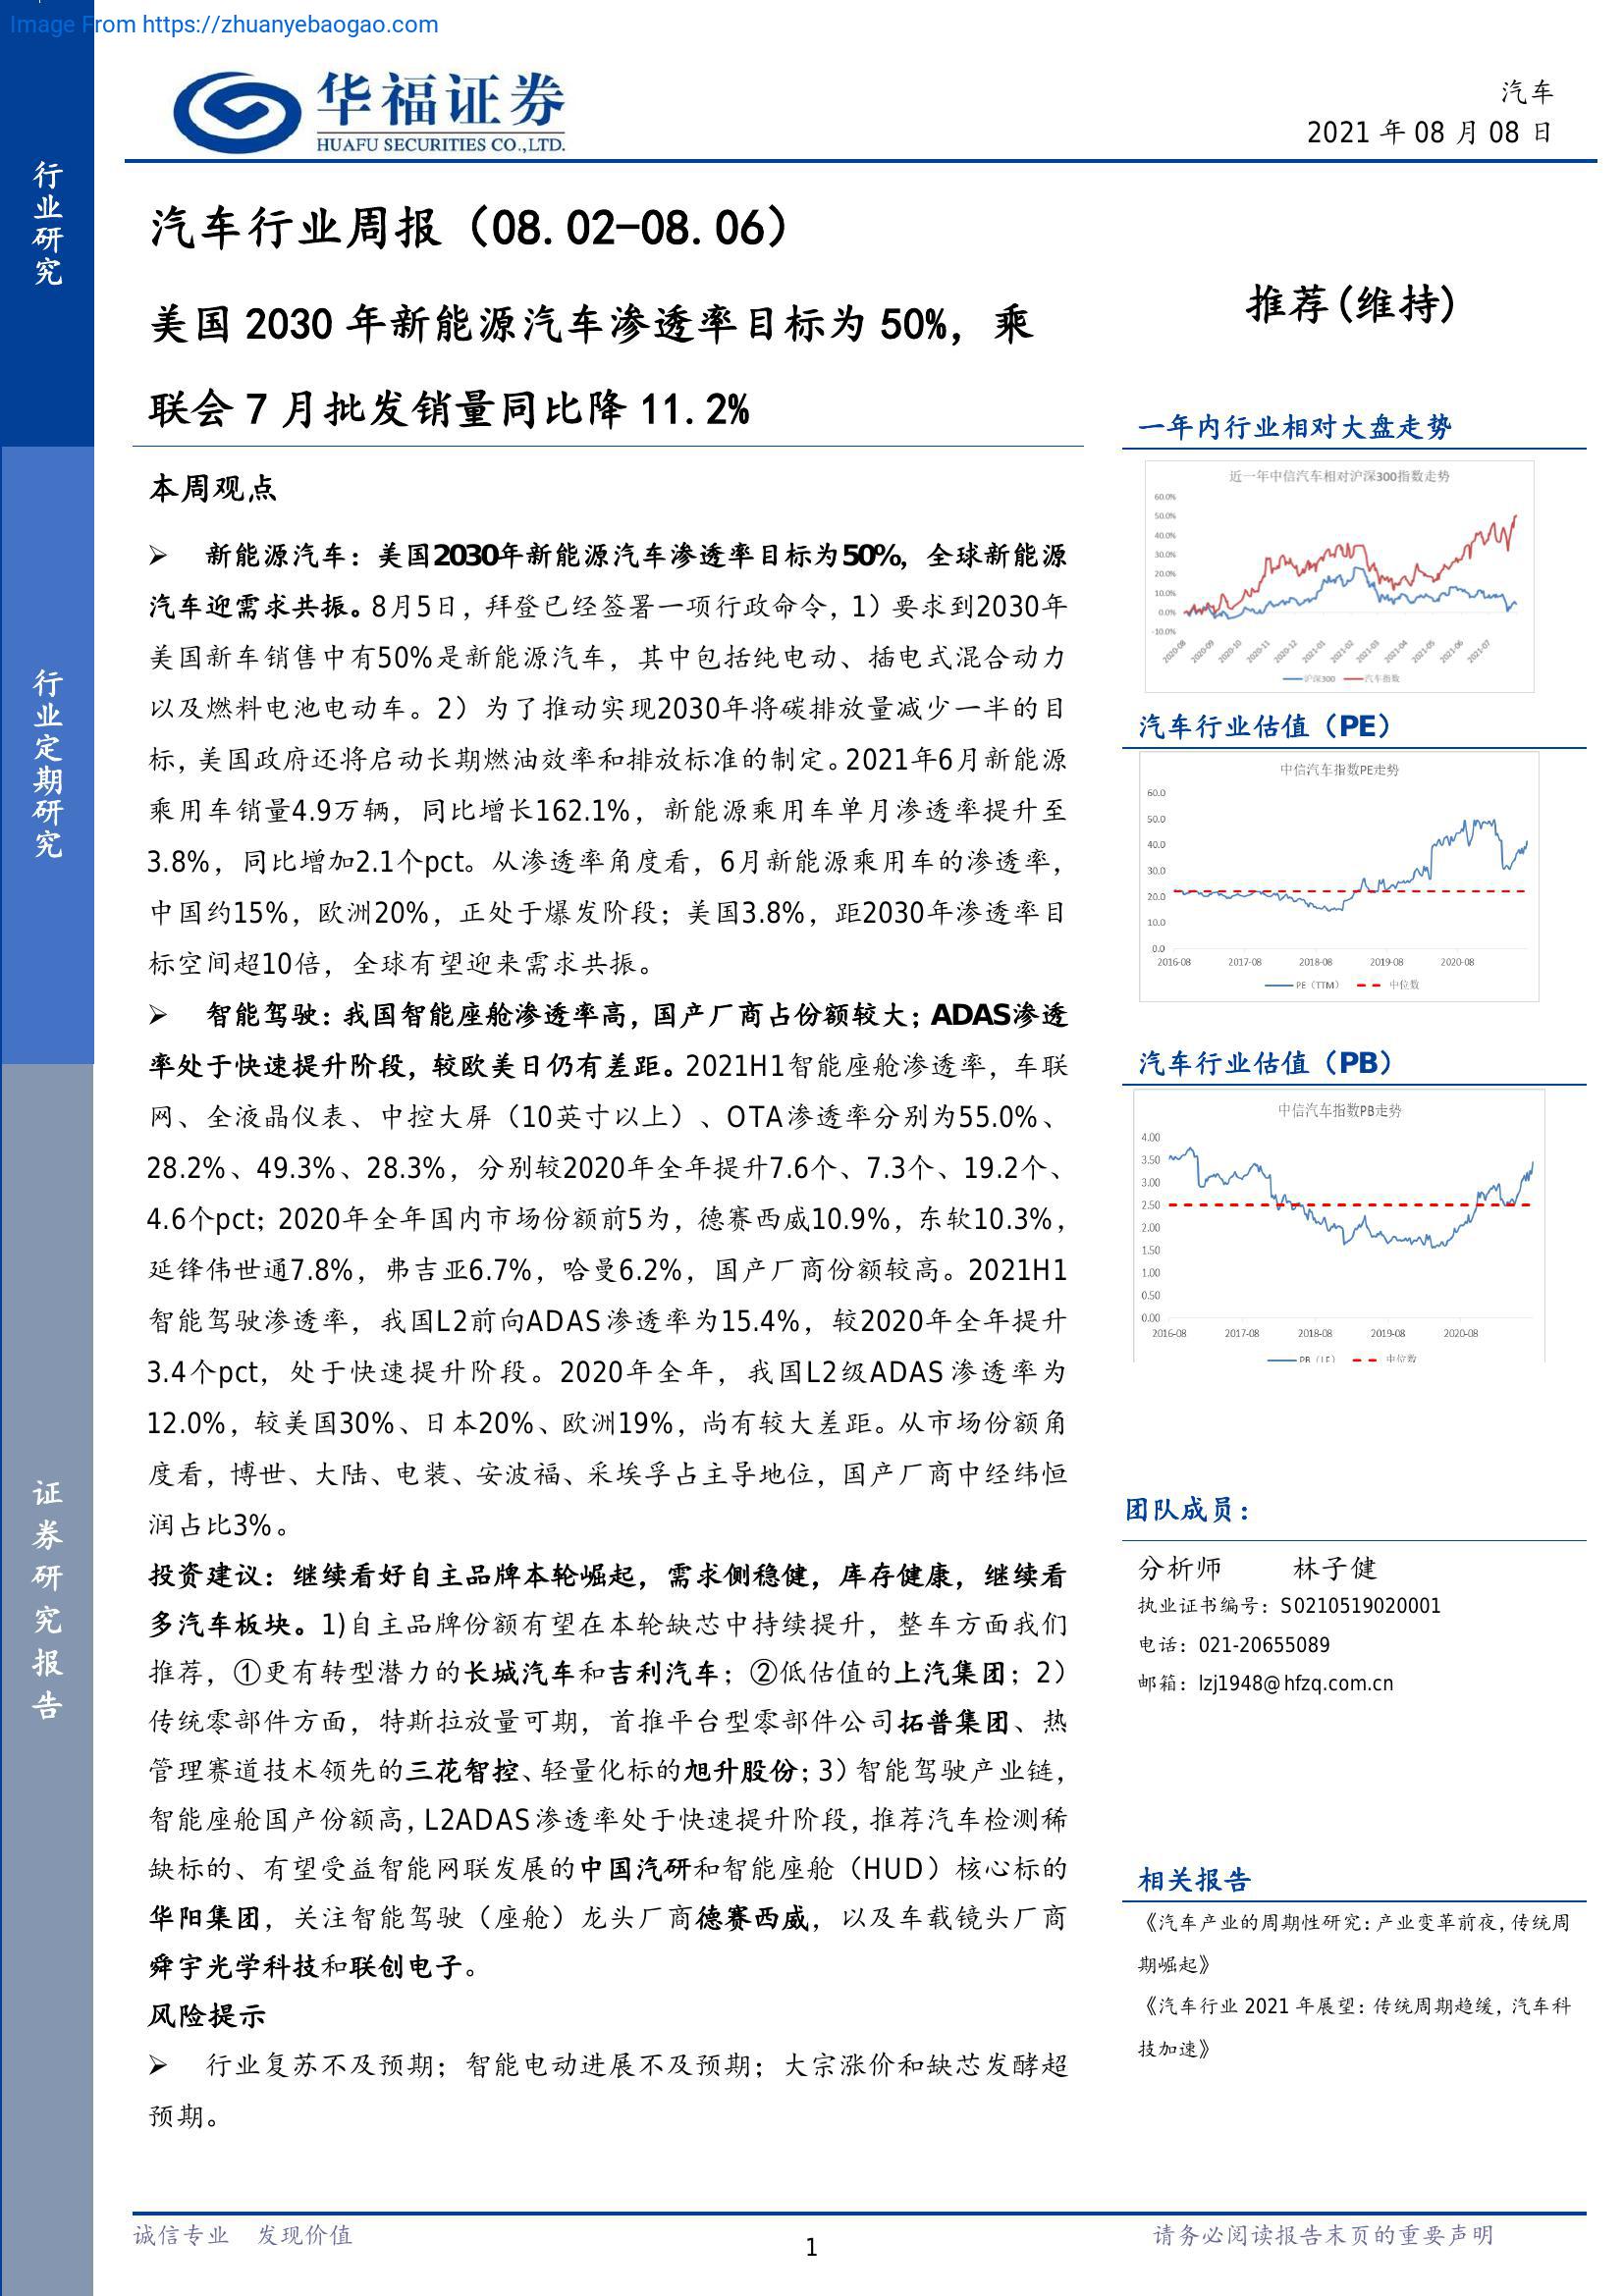 Image From https://zhuanyebaogao.com
华福证券
HUAFU SECURITIES CO.,LTD.
汽车
2021 年 08 月 08 日
行业研究
行业定期研究
证券研究报告
汽车行业周报（08.02-08.06）
美国 2030 年新能源汽车渗透率目标为 50%，乘
联会 7 月批发销量同比降 11.2%
推荐(维持)
本周观点
➢ 新能源汽车：美国2030年新能源汽车渗透率目标为50%，全球新能源
汽车迎需求共振。8月5日，拜登已经签署一项行政命令，1）要求到2030年
美国新车销售中有50%是新能源汽车，其中包括纯电动、插电式混合动力
以及燃料电池电动车。2）为了推动实现2030年将碳排放量减少一半的目
标，美国政府还将启动长期燃油效率和排放标准的制定。2021年6月新能源
乘用车销量4.9万辆，同比增长162.1%，新能源乘用车单月渗透率提升至
3.8%，同比增加2.1个pct。从渗透率角度看，6月新能源乘用车的渗透率，
中国约15%，欧洲20%，正处于爆发阶段；美国3.8%，距2030年渗透率目
标空间超10倍，全球有望迎来需求共振。
➢ 智能驾驶：我国智能座舱渗透率高，国产厂商占份额较大；ADAS渗透
率处于快速提升阶段，较欧美日仍有差距。2021H1智能座舱渗透率，车联
网、全液晶仪表、中控大屏（10英寸以上）、OTA渗透率分别为55.0%、
28.2%、49.3%、28.3%，分别较2020年全年提升7.6个、7.3个、19.2个、
4.6个pct；2020年全年国内市场份额前5为，德赛西威10.9%，东软10.3%，
延锋伟世通7.8%，弗吉亚6.7%，哈曼6.2%，国产厂商份额较高。2021H1
智能驾驶渗透率，我国L2前向ADAS渗透率为15.4%，较2020年全年提升
3.4个pct，处于快速提升阶段。2020年全年，我国L2级ADAS渗透率为
12.0%，较美国30%、日本20%、欧洲19%，尚有较大差距。从市场份额角
度看，博世、大陆、电装、安波福、采埃孚占主导地位，国产厂商中经纬恒
润占比3%。
投资建议：继续看好自主品牌本轮崛起，需求侧稳健，库存健康，继续看
多汽车板块。1)自主品牌份额有望在本轮缺芯中持续提升，整车方面我们
推荐，①更有转型潜力的长城汽车和吉利汽车；②低估值的上汽集团；2）
传统零部件方面，特斯拉放量可期，首推平台型零部件公司拓普集团、热
管理赛道技术领先的三花智控、轻量化标的旭升股份；3）智能驾驶产业链，
智能座舱国产份额高，L2ADAS渗透率处于快速提升阶段，推荐汽车检测稀
缺标的、有望受益智能网联发展的中国汽研和智能座舱（HUD）核心标的
华阳集团，关注智能驾驶（座舱）龙头厂商德赛西威，以及车载镜头厂商
舜宇光学科技和联创电子。
风险提示
➢ 行业复苏不及预期；智能电动进展不及预期；大宗涨价和缺芯发酵超
预期。
一年内行业相对大盘走势
近一年中信汽车相对沪深300指数走势
60.0%
50.0%
40.0%
30.0%
20.0%
10.0%
0.0%
-10.0%
2020-08 2020-09 2020-10 2020-11 2020-12 2021-01 2021-02 2021-03 2021-04 2021-05 2021-06 2021-07
沪深300 汽车指数
汽车行业估值（PE）
中信汽车指数PE走势
60.0
50.0
40.0
30.0
20.0
10.0
0.0
2016-08 2017-08 2018-08 2019-08 2020-08
PE（TTM） 中位数
汽车行业估值（PB）
中信汽车指数PB走势
4.00
3.50
3.00
2.50
2.00
1.50
1.00
0.50
0.00
2016-08 2017-08 2018-08 2019-08 2020-08
PB（LF） 中位数
团队成员：
分析师 林子健
执业证书编号：S0210519020001
电话：021-20655089
邮箱：lzj1948@hfzq.com.cn
相关报告
《汽车产业的周期性研究：产业变革前夜，传统周
期崛起》
《汽车行业 2021 年展望：传统周期趋缓，汽车科
技加速》
诚信专业 发现价值
1
请务必阅读报告末页的重要声明